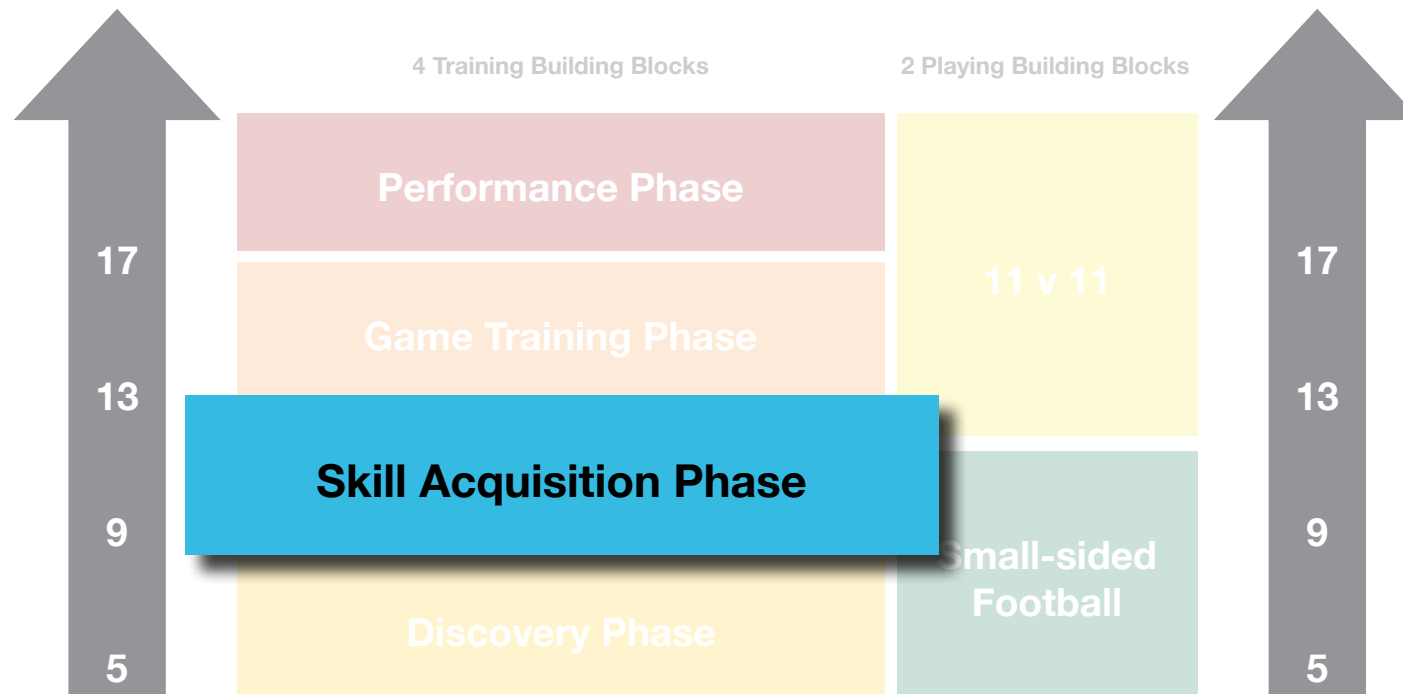 4 Training Building Blocks
2 Playing Building Blocks
Performance Phase
17
11 v 11
17
Game Training Phase
13
13
Skill Acquisition Phase
9
Small-sided
Football
9
Discovery Phase
5
5